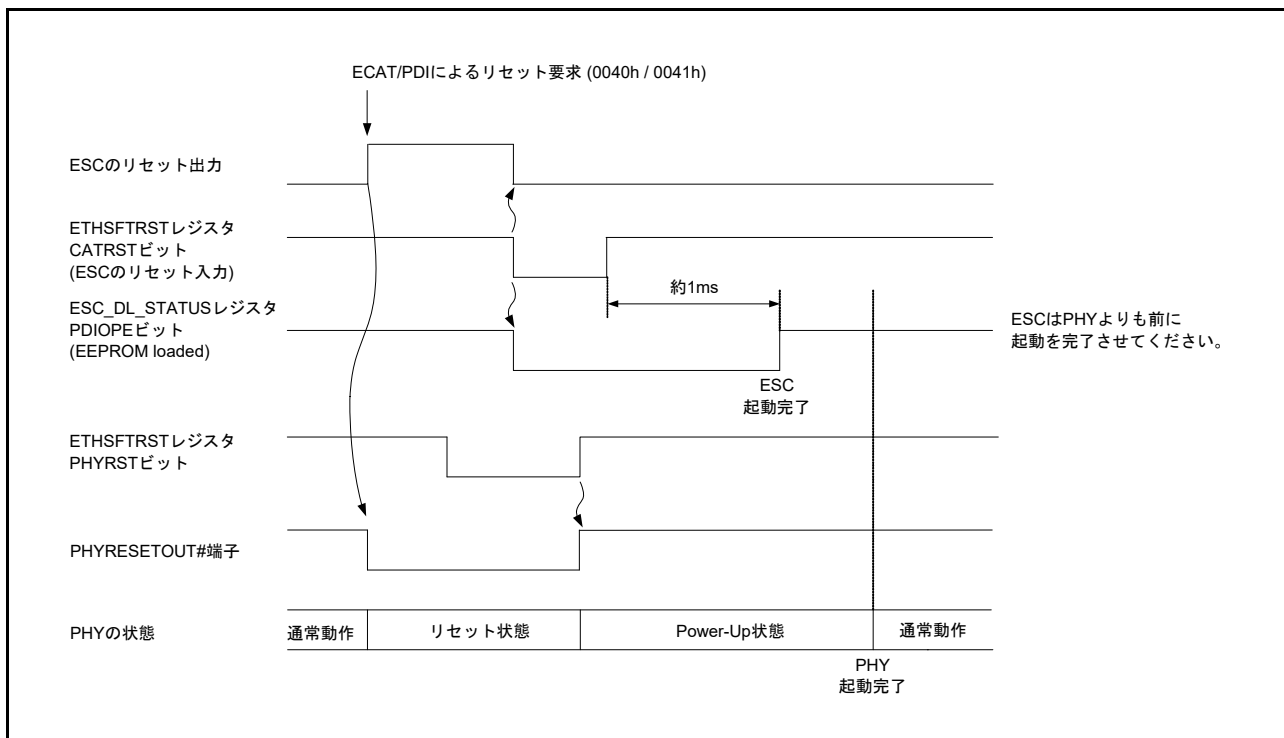 ECAT/PDIによるリセット要求 (0040h / 0041h)
ESCのリセット出力
ETHSFTRSTレジスタ
CATRSTビット
(ESCのリセット入力)
約1ms
ESC_DL_STATUSレジスタ
PDIOPEビット
(EEPROM loaded)
ESCはPHYよりも前に
起動を完了させてください。
ESC
起動完了
ETHSFTRSTレジスタ
PHYRSTビット
PHYRESETOUT#端子
PHYの状態
通常動作
リセット状態
Power-Up状態
通常動作
PHY
起動完了